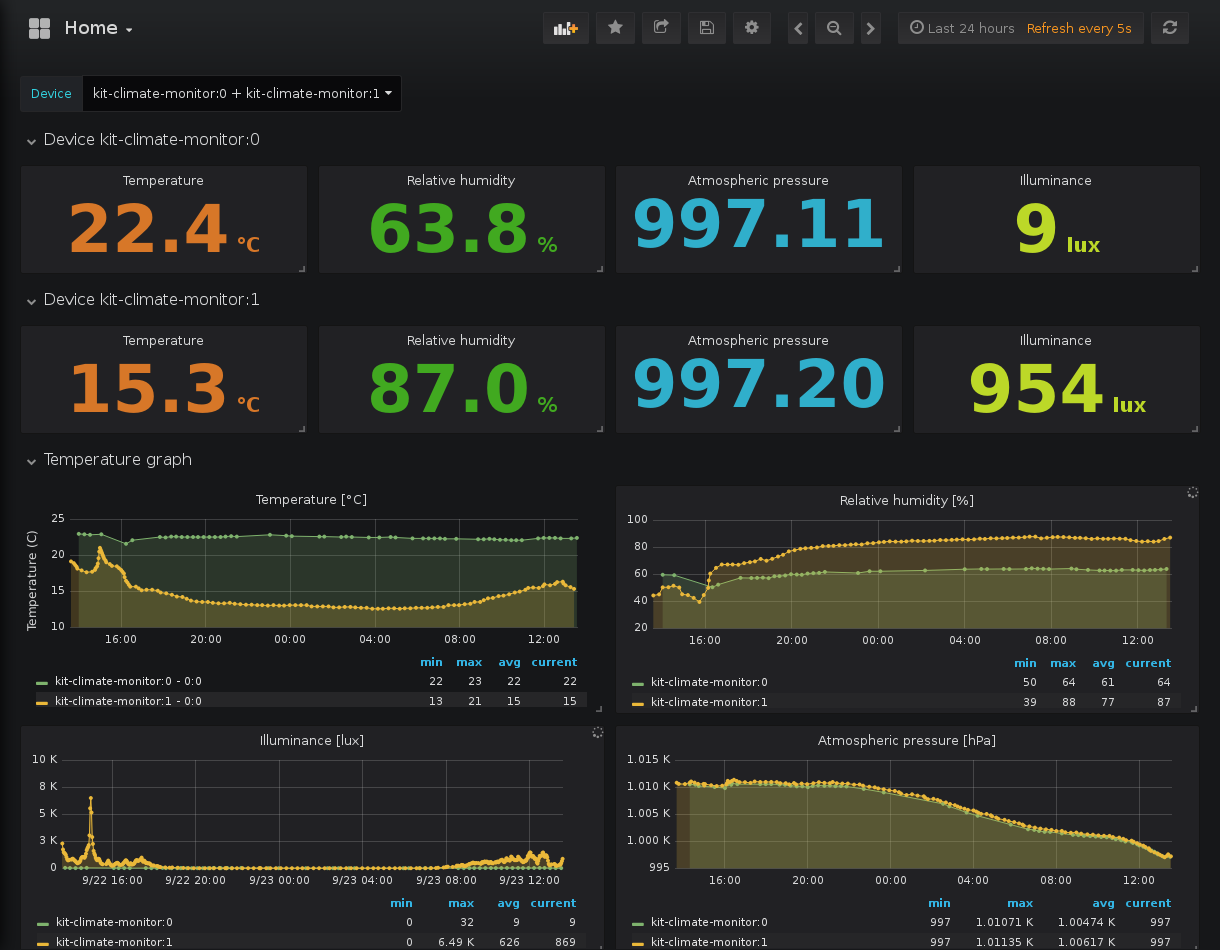 Home
Last 24 hours Refresh every 5s
Device kit-climate-monitor:0 + kit-climate-monitor:1
Device kit-climate-monitor:0
Temperature Relative humidity Atmospheric pressure Illuminance
22.4 °C 63.8 % 997.11 9 lux
Device kit-climate-monitor:1
Temperature Relative humidity Atmospheric pressure Illuminance
15.3 °C 87.0 % 997.20 954 lux
Temperature graph
Temperature [°C]
Temperature (C)
25
20
15
10
16:00 20:00 00:00 04:00 08:00 12:00
min max avg current
kit-climate-monitor:0 - 0:0 22 23 22 22
kit-climate-monitor:1 - 0:0 13 21 15 15
Relative humidity [%]
100
80
60
40
20
16:00 20:00 00:00 04:00 08:00 12:00
min max avg current
kit-climate-monitor:0 50 64 61 64
kit-climate-monitor:1 39 88 77 87
Illuminance [lux]
10 K
8 K
5 K
3 K
0
9/22 16:00 9/22 20:00 9/23 00:00 9/23 04:00 9/23 08:00 9/23 12:00
min max avg current
kit-climate-monitor:0 0 32 9 9
kit-climate-monitor:1 0 6.49 K 626 869
Atmospheric pressure [hPa]
1.015 K
1.010 K
1.005 K
1.000 K
995
16:00 20:00 00:00 04:00 08:00 12:00
min max avg current
kit-climate-monitor:0 997 1.01071 K 1.00474 K 997
kit-climate-monitor:1 997 1.01135 K 1.00617 K 997